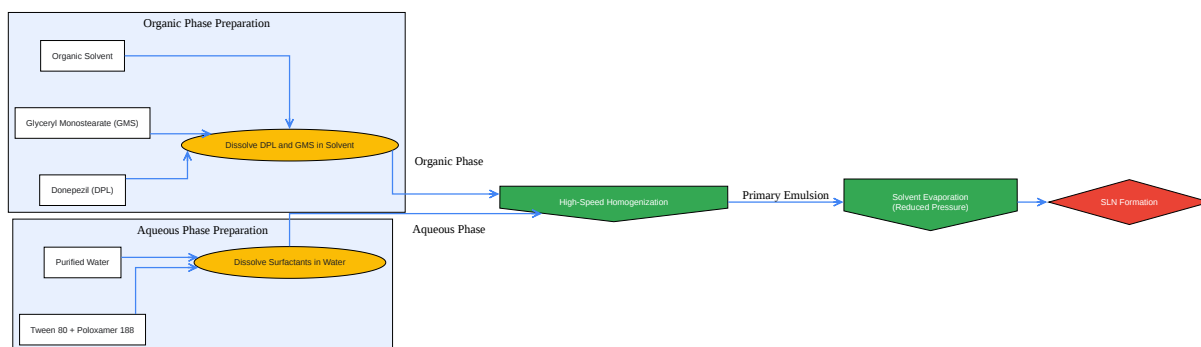 Organic Phase Preparation
Organic Solvent
Glyceryl Monostearate (GMS)
Dissolve DPL and GMS in Solvent
Donepezil (DPL)
Organic Phase
High-Speed Homogenization
Primary Emulsion
Solvent Evaporation
(Reduced Pressure)
SLN Formation
Aqueous Phase Preparation
Aqueous Phase
Purified Water
Dissolve Surfactants in Water
Tween 80 + Poloxamer 188